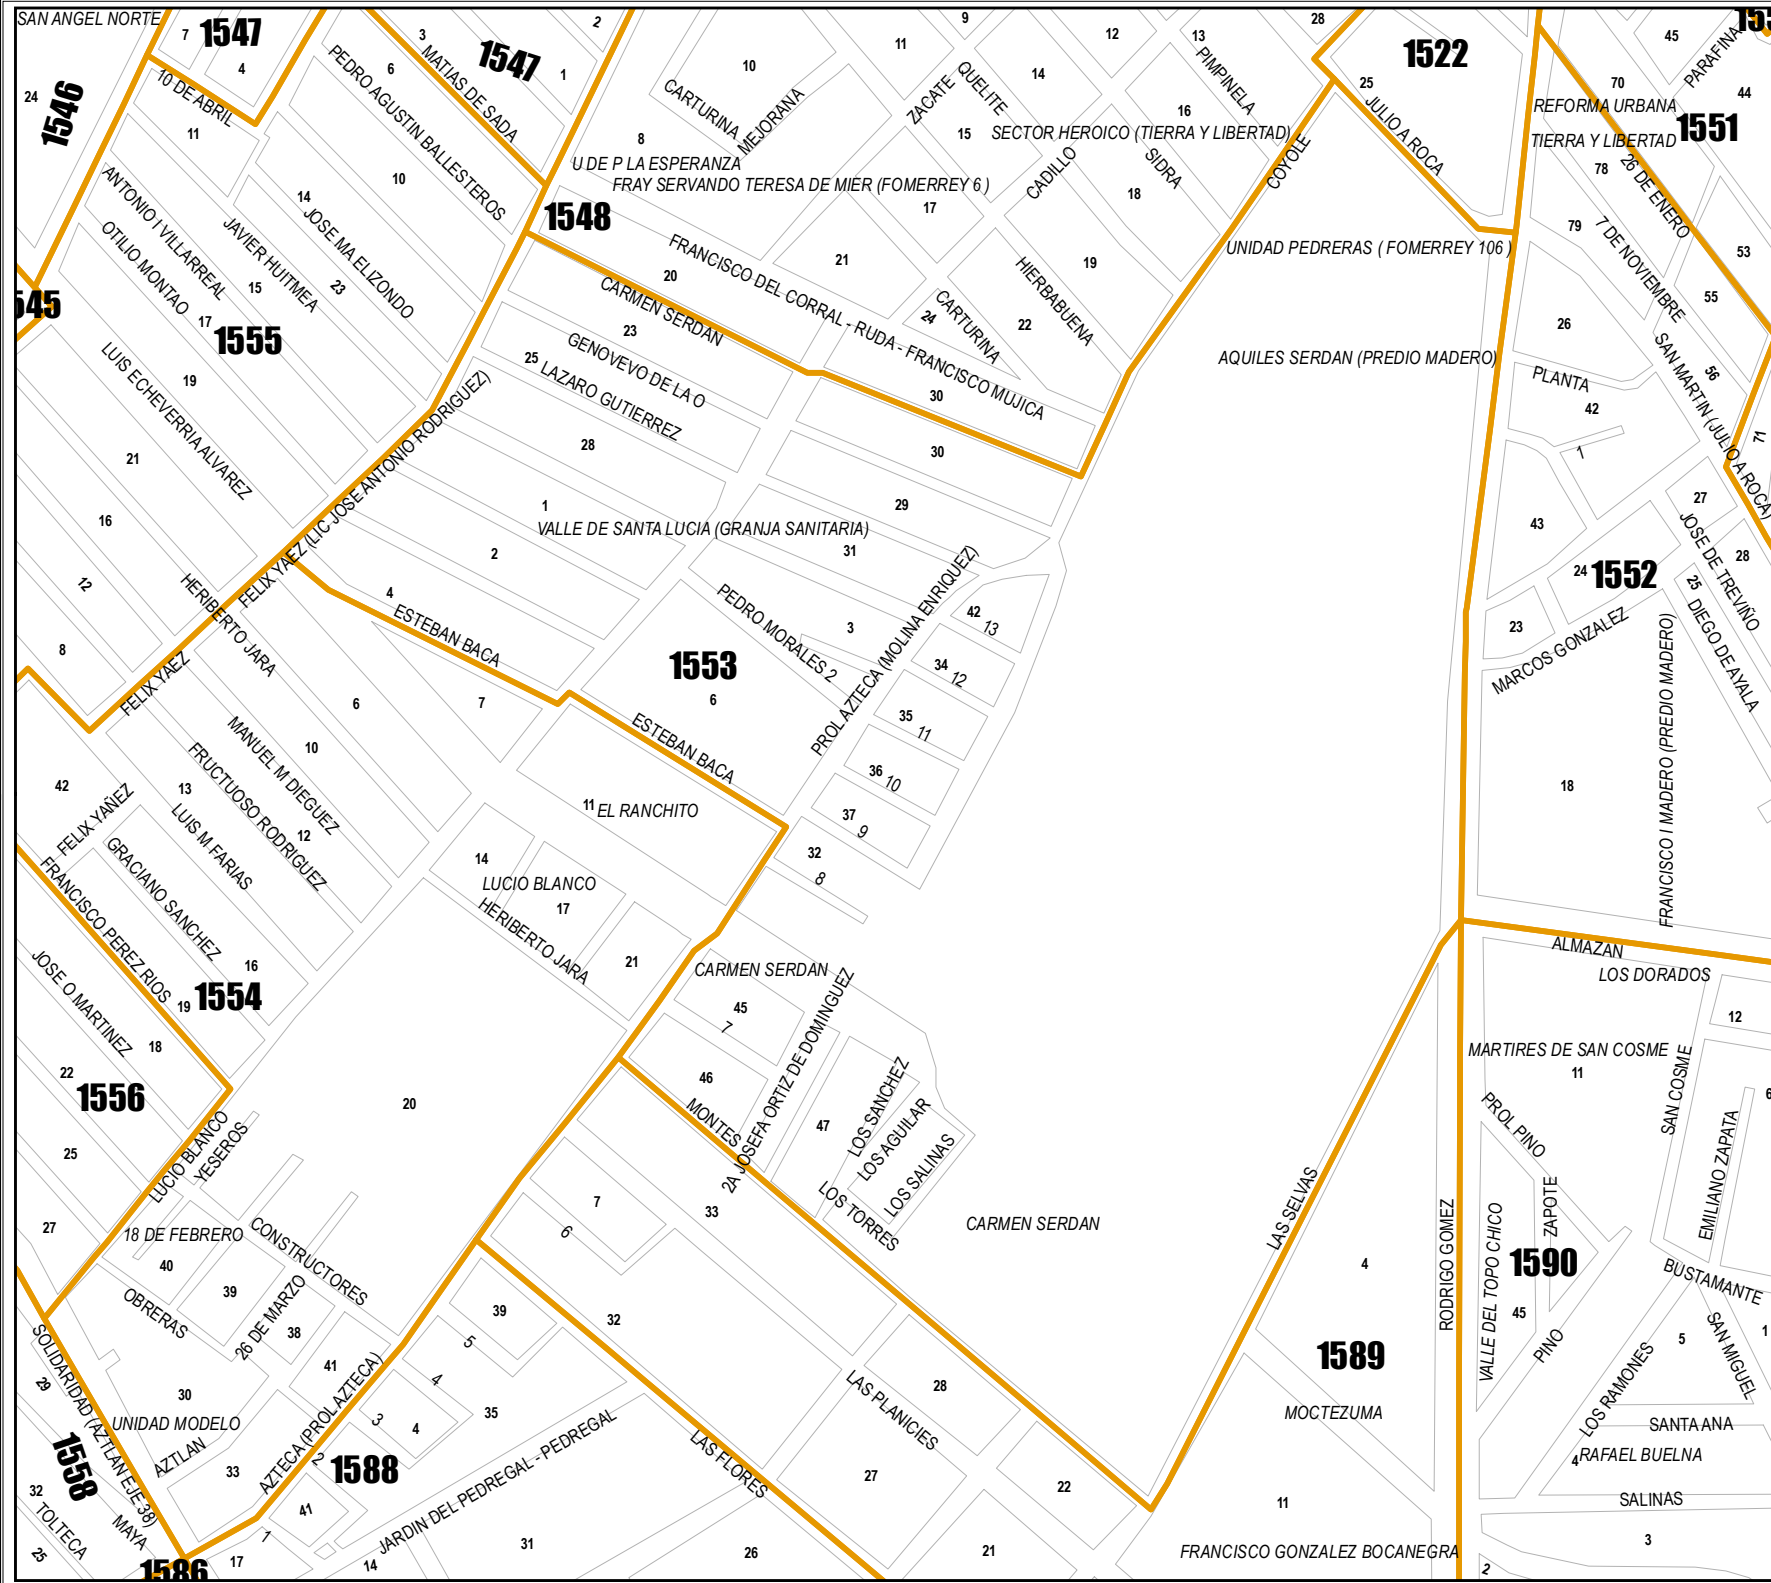 SAN ANGEL NORTE
7
1547
4
3
MATIAS DE SADA
1547
2
1
9
11
10
12
13
28
PIMPINELA
1522
45
PARAFINA
24
1546
10 DE ABRIL
11
6
PEDRO AGUSTIN BALLESTEROS
10
CARTURINA
MEJORANA
ZACATE
QUELITE
14
16
25
JULIO A ROCA
70
44
REFORMA URBANA
1551
TIERRA Y LIBERTAD
8
15
SECTOR HEROICO (TIERRA Y LIBERTAD)
U DE P LA ESPERANZA
FRAY SERVANDO TERESA DE MIER (FOMERREY 6 )
CADILLO
SIDRA
COYOLE
78
26 DE ENERO
ANTONIO I VILLARREAL
14
JOSE MA ELIZONDO
1548
17
18
79
7 DE NOVIEMBRE
OTILIO MONTAO
JAVIER HUITMEA
15
23
FRANCISCO DEL CORRAL - RUDA - FRANCISCO MUJICA
20
21
19
HIERBABUENA
UNIDAD PEDRERAS ( FOMERREY 106 )
53
55
545
17
1555
CARMEN SERDAN
23
GENOVEVO DE LA O
24
CARTURINA
22
26
SAN MARTIN (JULIO A ROCA)
LUIS ECHEVERRIA ALVAREZ
19
25
LAZARO GUTIERREZ
AQUILES SERDAN (PREDIO MADERO)
PLANTA
56
42
30
1
71
21
28
30
16
FELIX YAEZ (LIC JOSE ANTONIO RODRIGUEZ)
1
VALLE DE SANTA LUCIA (GRANJA SANITARIA)
29
31
27
43
JOSE DE TREVIÑO
28
2
12
HERIBERTO JARA
4
ESTEBAN BACA
PEDRO MORALES 2
3
PROL AZTECA (MOLINA ENRIQUEZ)
42
13
24
1552
25
DIEGO DE AYALA
23
MARCOS GONZALEZ
8
FELIX YAEZ
1553
6
34
12
6
7
ESTEBAN BACA
35
11
FRANCISCO I MADERO (PREDIO MADERO)
MANUEL M DIEGUEZ
10
FRUCTUOSO RODRIGUEZ
36
10
42
13
18
FELIX YAÑEZ
LUIS M FARIAS
12
11
EL RANCHITO
37
9
GRACIANO SANCHEZ
FRANCISCO PEREZ RIOS
14
LUCIO BLANCO
17
32
8
HERIBERTO JARA
JOSE O MARTINEZ
16
19
1554
21
CARMEN SERDAN
ALMAZAN
LOS DORADOS
45
7
2A JOSEFA ORTIZ DE DOMINGUEZ
12
18
22
1556
46
MONTES
MARTIRES DE SAN COSME
11
SAN COSME
6
20
LUCIO BLANCO
YESEROS
47
LOS SANCHEZ
LOS AGUILAR
LOS SALINAS
LOS TORRES
PROL PINO
EMILIANO ZAPATA
25
27
18 DE FEBRERO
CONSTRUCTORES
7
6
33
CARMEN SERDAN
LAS SELVAS
RODRIGO GOMEZ
VALLE DEL TOPO CHICO
ZAPOTE
1590
BUSTAMANTE
40
39
OBRERAS
26 DE MARZO
38
39
32
4
45
5
SAN MIGUEL
1
SOLIDARIDAD (AZTLAN EJE 38)
41
5
1589
PINO
LOS RAMONES
29
30
UNIDAD MODELO
AZTECA (PROL AZTECA)
4
3
4
35
28
LAS PLANICIES
MOCTEZUMA
SANTA ANA
1558
AZTLAN
33
2
1588
JARDIN DEL PEDREGAL - PEDREGAL
LAS FLORES
27
22
4
RAFAEL BUELNA
32
TOLTECA
MAYA
41
11
SALINAS
25
1586
17
1
14
31
26
21
FRANCISCO GONZALEZ BOCANEGRA
3
2